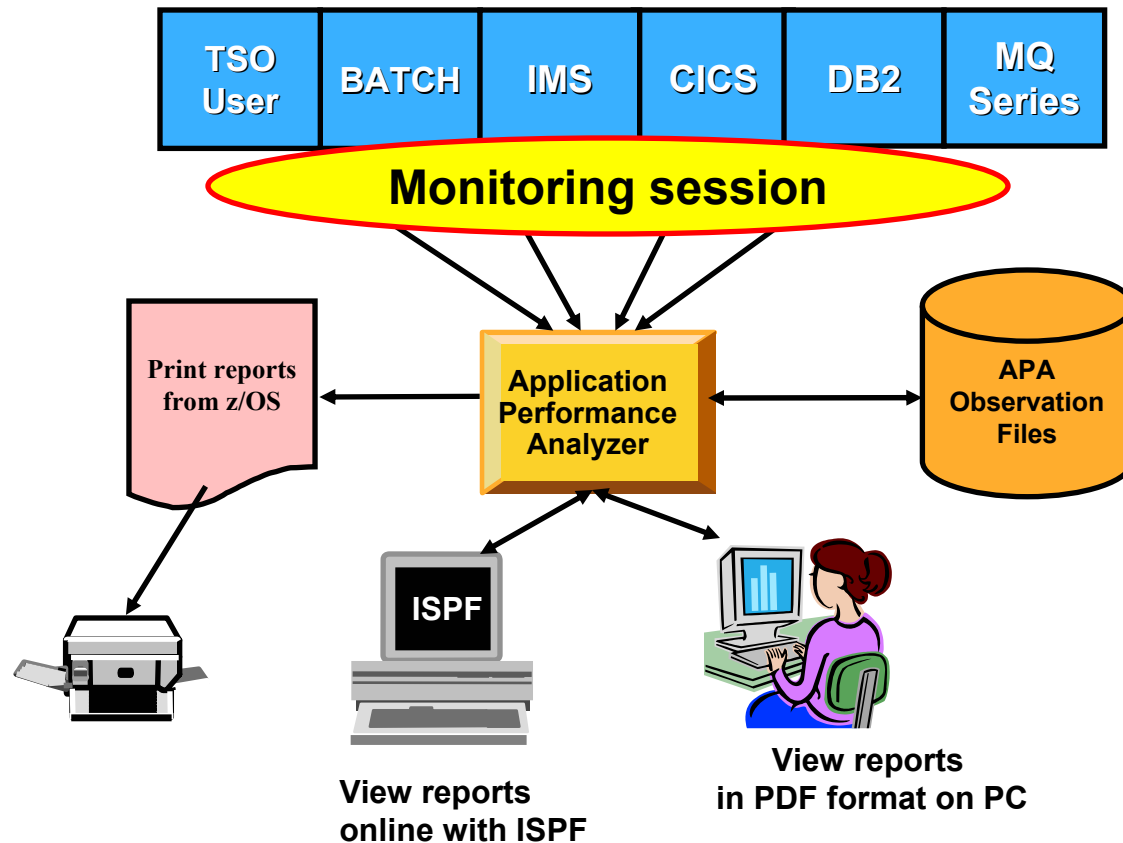 TSO
User
BATCH
IMS
CICS
DB2
MQ
Series
Monitoring session
Print reports
from z/OS
Application
Performance
Analyzer
APA
Observation
Files
ISPF
View reports
online with ISPF
View reports
in PDF format on PC